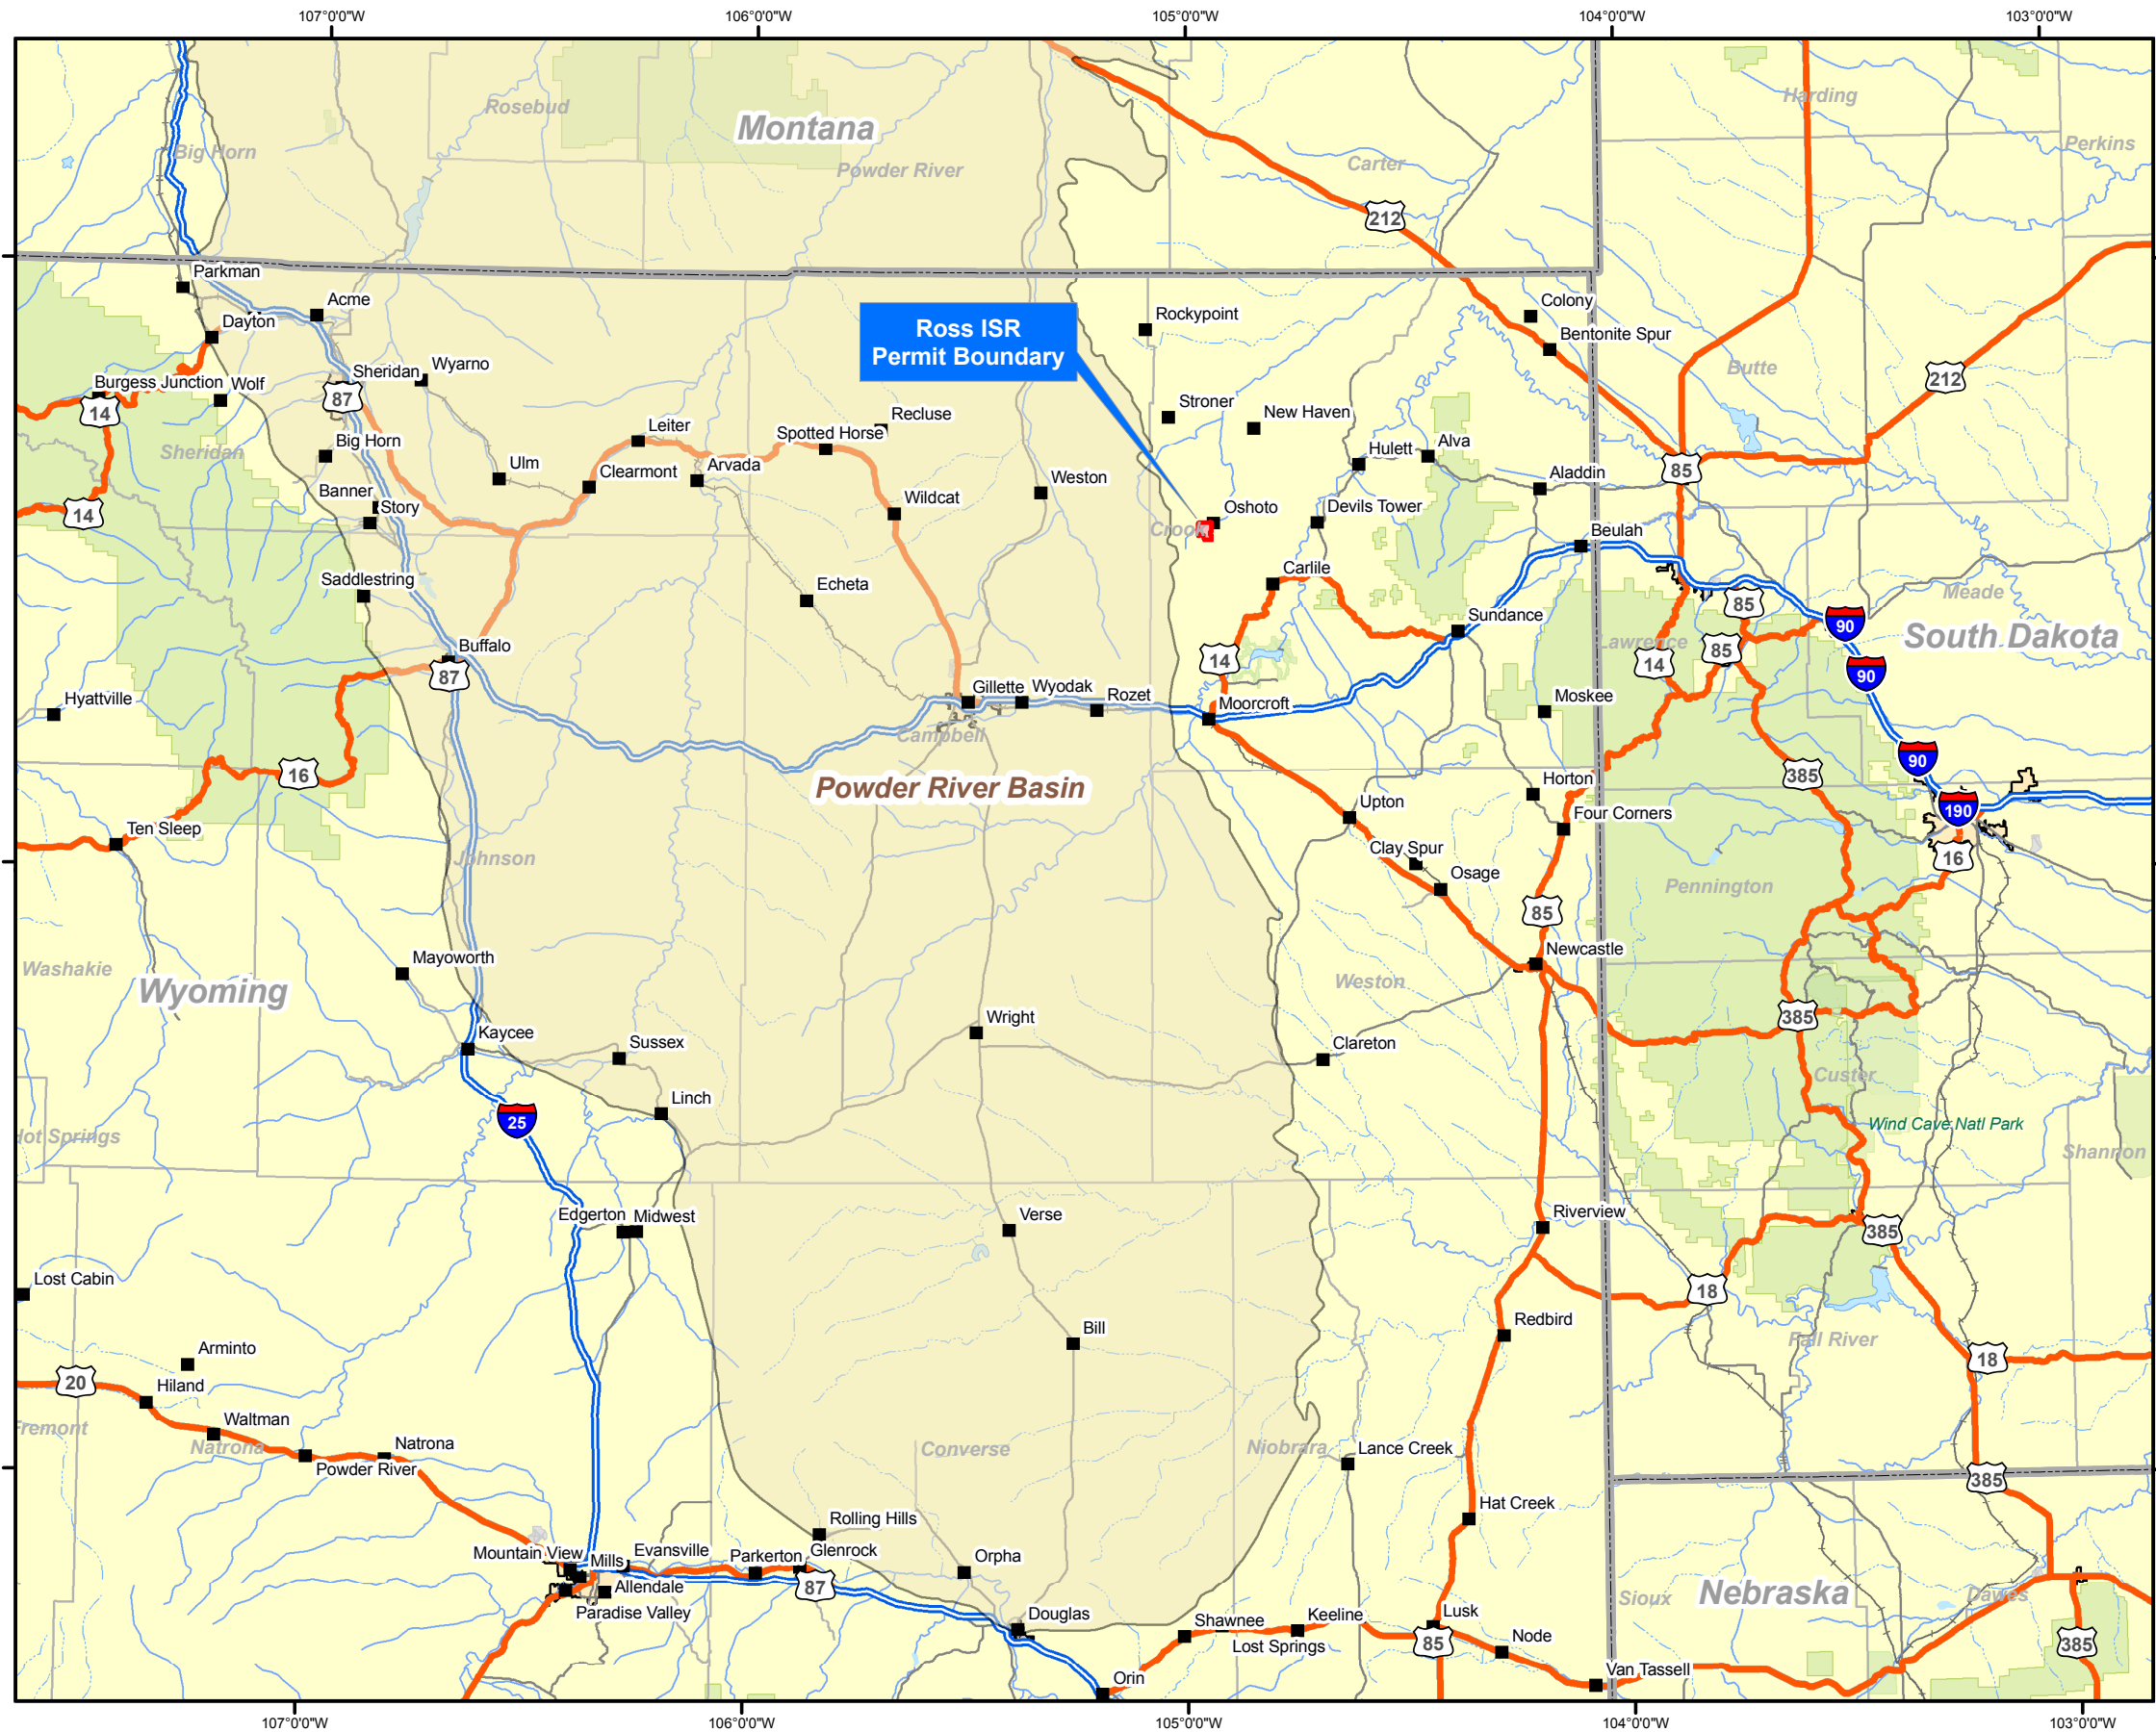 107°0'0"W 106°0'0"W 105°0'0"W 104°0'0"W 103°0'0"W
Harding
Rosebud
Montana
Perkins
Big Horn
Carter
Powder River
212
Parkman
Acme
Colony
Rockypoint
Dayton
Ross ISR
Permit Boundary
Bentonite Spur
Wyarno
Sheridan
Butte
212
Burgess Junction
Wolf
87
14
Stroner
New Haven
Recluse
Leiter
Spotted Horse
Big Horn
Sheridan
Hulett
Alva
Ulm
Clearmont
Arvada
85
Aladdin
Weston
Banner
Story
14
Wildcat
Oshoto
Devils Tower
Crook
Beulah
Carlile
Saddlestring
Echeta
Meade
85
Sundance
90
South Dakota
Lawrence
Buffalo
87
14
14
85
90
Hyattville
Gillette
Wyodak
Rozet
Moorcroft
Moskee
Campbell
90
16
Powder River Basin
385
Horton
Upton
Four Corners
190
Ten Sleep
Clay Spur
16
Johnson
Osage
Pennington
85
Newcastle
Mayoworth
Washakie
Wyoming
Weston
Wright
385
Kaycee
Sussex
Clareton
Custer
Linch
25
Wind Cave Natl Park
Hot Springs
Shannon
Edgerton
Midwest
Verse
Riverview
385
Lost Cabin
18
Redbird
Bill
Fall River
Arminto
18
20
Hiland
Waltman
Fremont
Natrona
Natrona
Converse
Niobrara
Lance Creek
Powder River
385
Hat Creek
Rolling Hills
Mountain View
Mills
Evansville
Parkerton
Glenrock
Orpha
87
Allendale
Sioux
Nebraska
Dawes
Paradise Valley
Douglas
Shawnee
Keeline
Lusk
Lost Springs
85
Node
385
Van Tassell
Orin
107°0'0"W 106°0'0"W 105°0'0"W 104°0'0"W 103°0'0"W